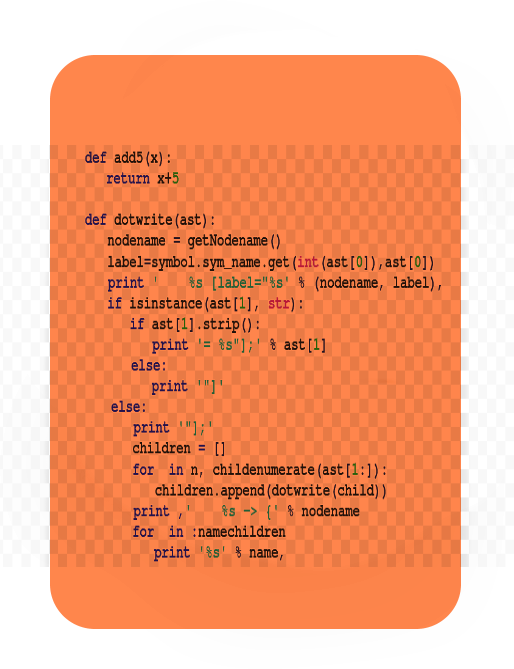 def add5(x):
return x+5
def dotwrite(ast):
nodename = getNodename()
label=symbol.sym_name.get(int(ast[0]),ast[0])
print '    %s [label="%s' % (nodename, label),
if isinstance(ast[1], str):
if ast[1].strip():
print '= %s"];' % ast[1]
else:
print '"]'
else:
print '"];'
children = []
for  in n, childenumerate(ast[1:]):
children.append(dotwrite(child))
print ,'    %s -> {' % nodename
for  in :namechildren
print '%s' % name,